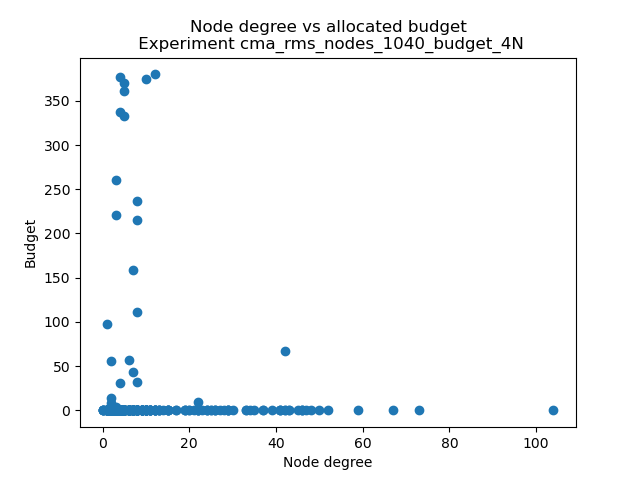 Node degree vs allocated budget
Experiment cma_rms_nodes_1040_budget_4N
350
300
250
200
150
100
50
0
Budget
0 20 40 60 80 100
Node degree